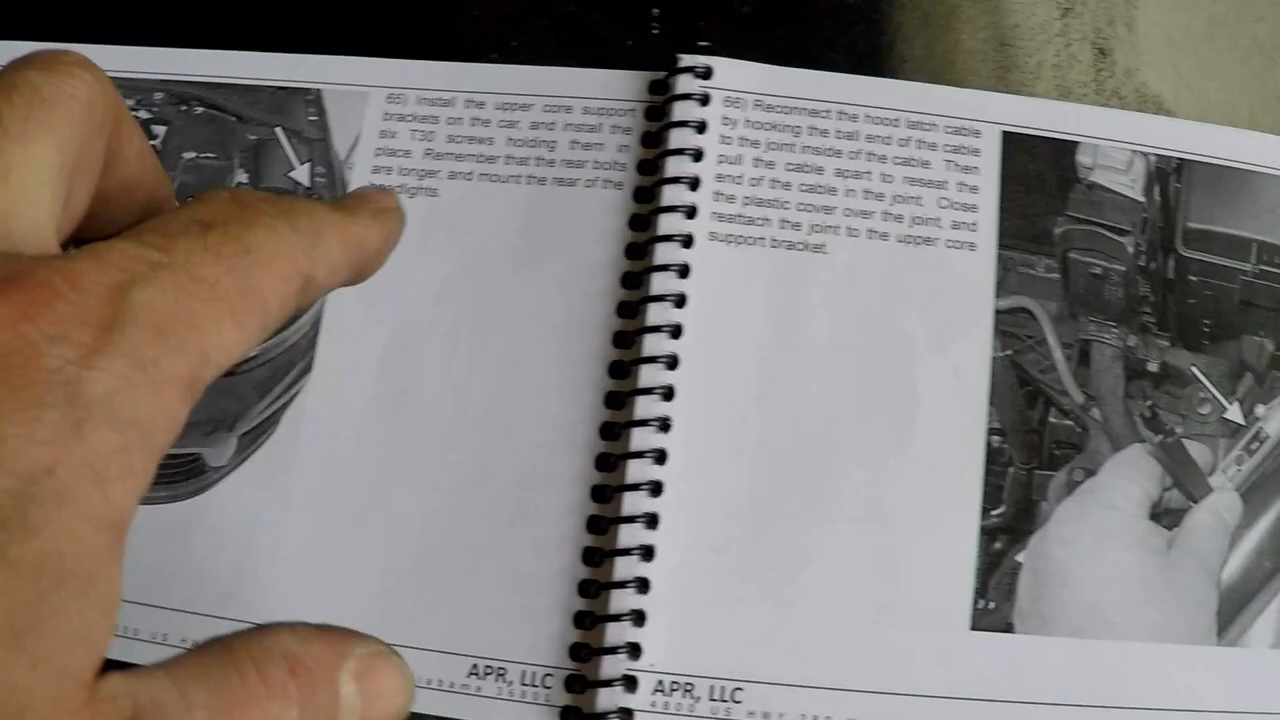 65) Install the upper core support
brackets on the car, and install the
six T30 screws holding them in
place. Remember that the rear bolts
are longer, and mount the rear of the
66) Reconnect the hood latch cable
by hooking the ball end of the cable
to the joint inside of the cable. Then
pull the cable apart to reseat the
end of the cable in the joint. Close
the plastic cover over the joint, and
reattach the joint to the upper core
support bracket.
APR, LLC
36801
APR, LLC
4800 US HWY 280